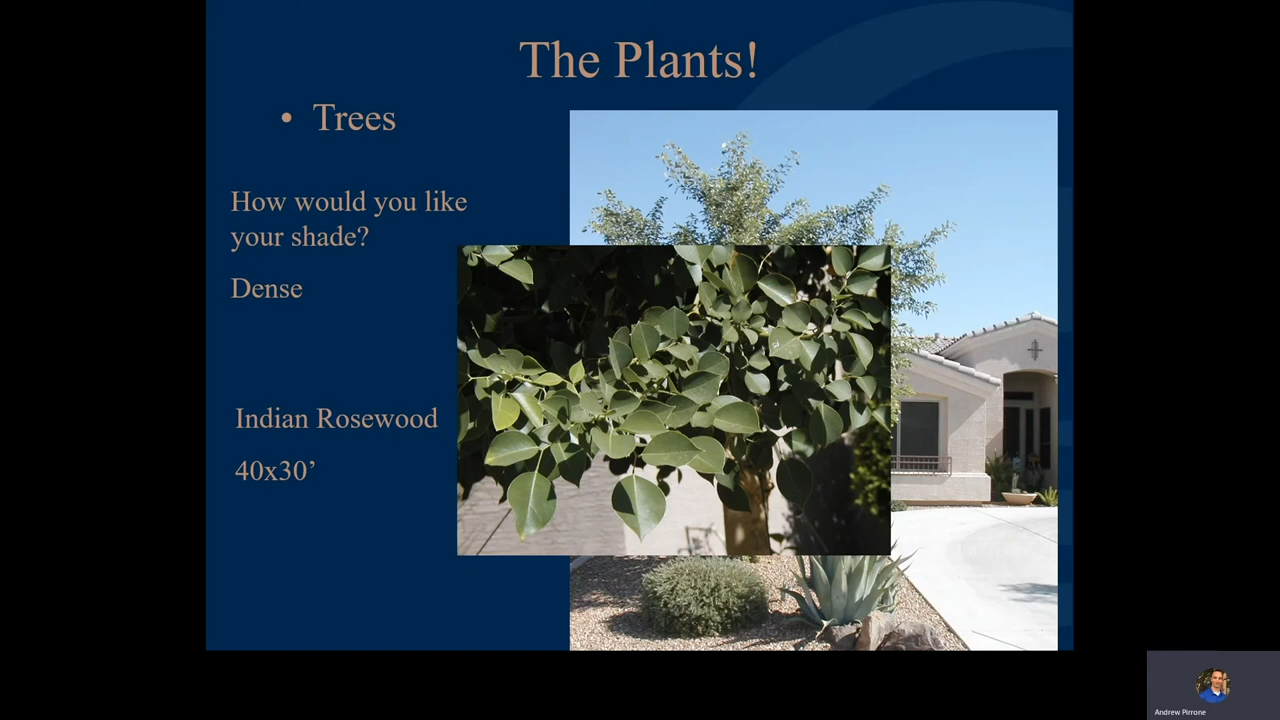 The Plants!
• Trees
How would you like
your shade?
Dense
Indian Rosewood
40x30’
Andrew Pirrone